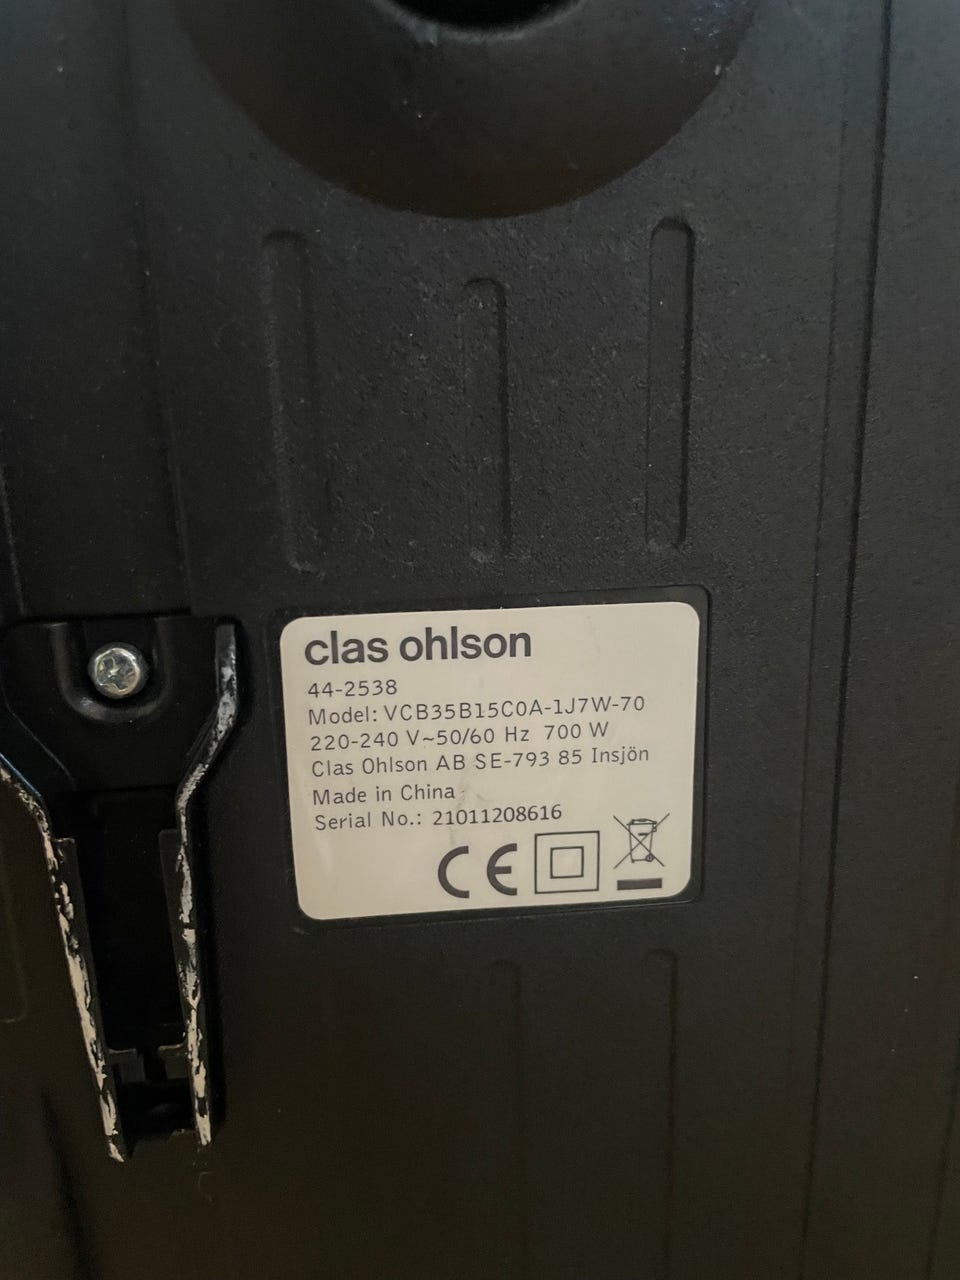 clas ohlson
44-2538
Model: VCB35B15C0A-1J7W-70
220-240 V~50/60 Hz 700 W
Clas Ohlson AB SE-793 85 Insjön
Made in China
Serial No.: 21011208616
CE